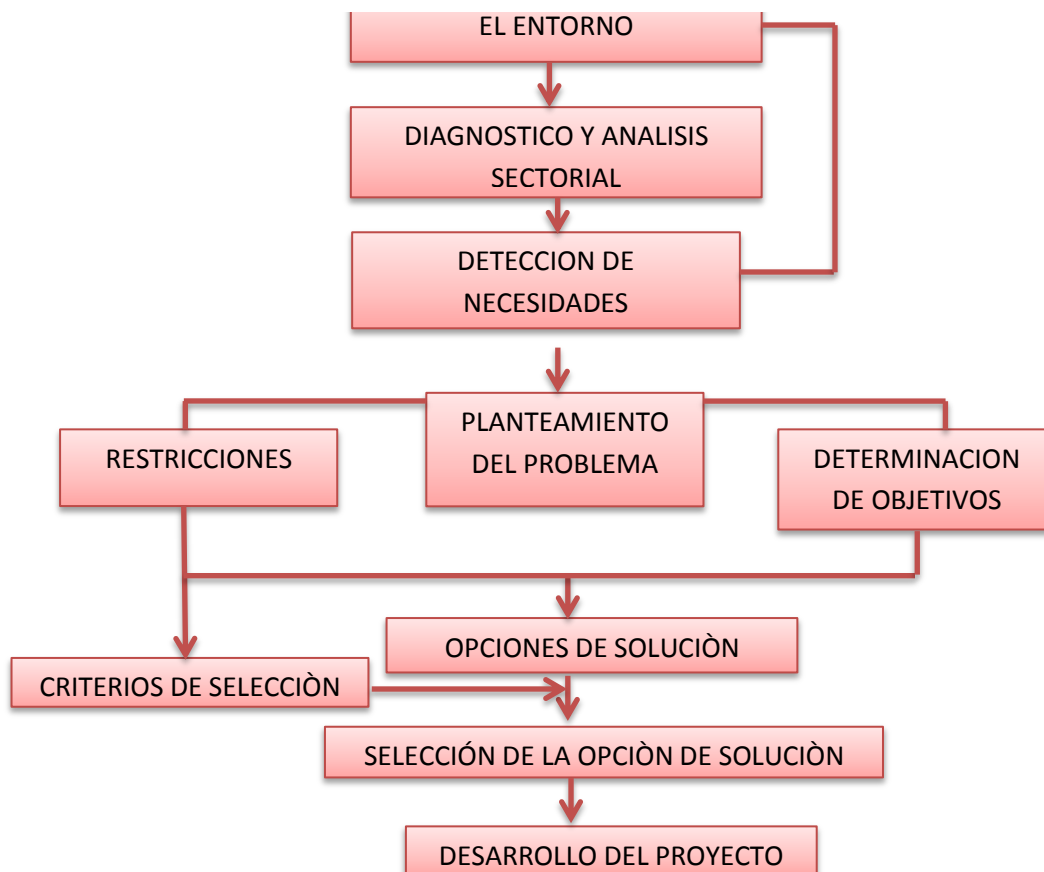 EL ENTORNO
DIAGNOSTICO Y ANALISIS
SECTORIAL
DETECCION DE
NECESIDADES
PLANTEAMIENTO
DEL PROBLEMA
RESTRICCIONES
DETERMINACION
DE OBJETIVOS
OPCIONES DE SOLUCIÒN
CRITERIOS DE SELECCIÒN
SELECCIÓN DE LA OPCIÒN DE SOLUCIÒN
DESARROLLO DEL PROYECTO